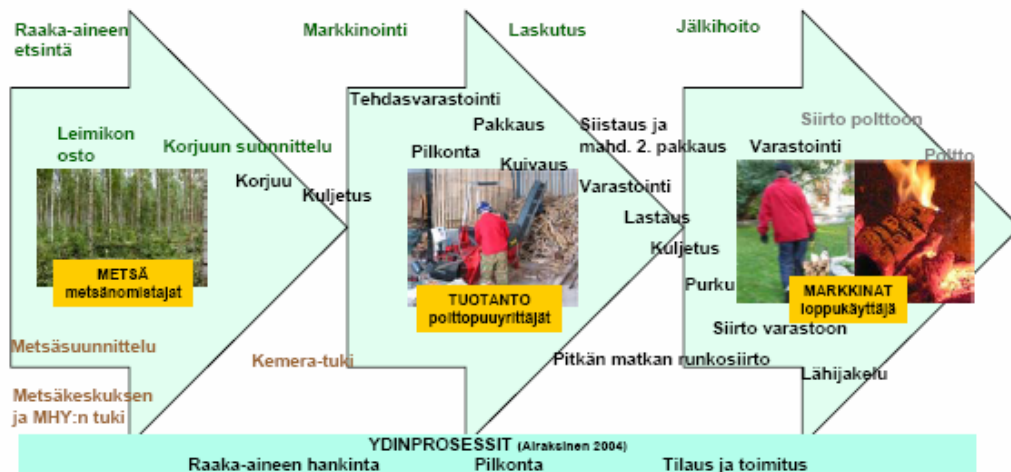 Raaka-aineen
etsintä
Markkinointi
Laskutus
Jälkihoito
Leimikon
osto
Korjuun suunnittelu
Korjuu
Kuljetus
METSÄ
metsänomistajat
Metsäsuunnittelu
Metsäkeskuksen
ja MHY:n tuki
Kemera-tuki
Tehdasvarastointi
Pakkaus
Pilkonta
Kuivaus
Siistaus ja
mahd. 2. pakkaus
Varastointi
Lastaus
Kuljetus
Purku
TUOTANTO
polttopuuyrittäjät
Siirto varastoon
Pitkän matkan runkosiirto
Lähijakelu
Siirto polttoon
Varastointi
Poltto
MARKKINAT
loppukäyttäjä
YDINPROSESSIT (Airaksinen 2004)
Raaka-aineen hankinta Pilkonta Tilaus ja toimitus